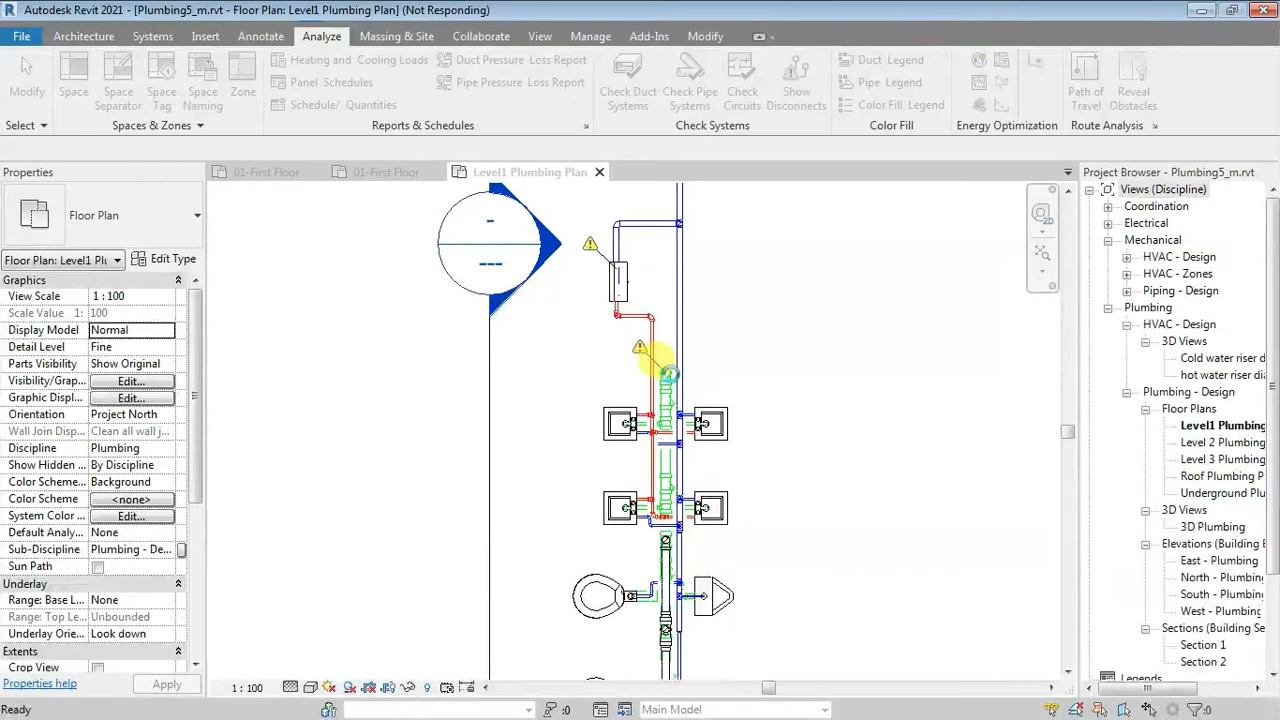 Autodesk Revit 2021 - [Plumbing5_m.rvt - Floor Plan: Level1 Plumbing Plan] (Not Responding)
File Architecture Systems Insert Annotate Analyze Massing & Site Collaborate View Manage Add-Ins Modify
Heating and Cooling Loads Duct Pressure Loss Report Duct Legend
Panel Schedules Pipe Pressure Loss Report Pipe Legend
Schedule/ Quantities Color Fill Legend
Modify Space Space Separator Space Tag Space Naming Zone Check Duct Systems Check Pipe Systems Check Circuits Show Disconnects Path of Travel Reveal Obstacles
Select Spaces & Zones Reports & Schedules Check Systems Color Fill Energy Optimization Route Analysis
Properties
01-First Floor 01-First Floor Level1 Plumbing Plan
Project Browser - Plumbing5_m.rvt
Floor Plan
Floor Plan: Level1 Plu Edit Type
Graphics
View Scale 1 : 100
Scale Value 1: 100
Display Model Normal
Detail Level Fine
Parts Visibility Show Original
Visibility/Grap... Edit...
Graphic Displ... Edit...
Orientation Project North
Wall Join Disp... Clean all wall j...
Discipline Plumbing
Show Hidden ... By Discipline
Color Scheme... Background
Color Scheme <none>
System Color ... Edit...
Default Analy... None
Sub-Discipline Plumbing - De...
Sun Path
Underlay
Range: Base L... None
Range: Top Le... Unbounded
Underlay Orie... Look down
Extents
Crop View
Properties help Apply
2D
Views (Discipline)
Coordination
Electrical
Mechanical
HVAC - Design
HVAC - Zones
Piping - Design
Plumbing
HVAC - Design
3D Views
Cold water riser d
hot water riser di
Plumbing - Design
Floor Plans
Level1 Plumbing
Level 2 Plumbing
Level 3 Plumbing
Roof Plumbing P
Underground Plu
3D Views
3D Plumbing
Elevations (Building E
East - Plumbing
North - Plumbing
South - Plumbing
West - Plumbing
Sections (Building Se
Section 1
Section 2
Legends
1 : 100
Ready :0 Main Model :0